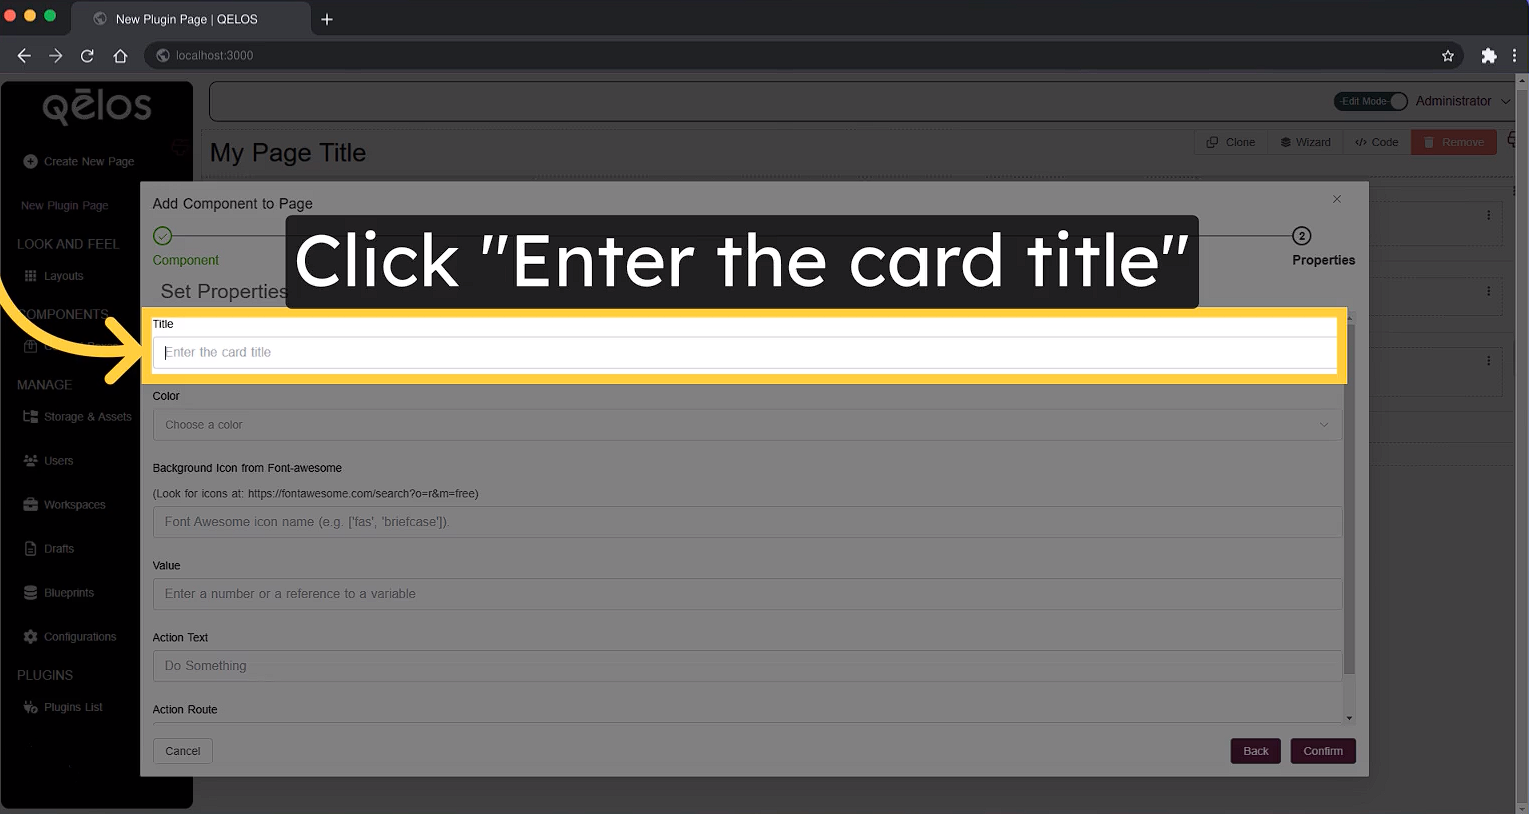 New Plugin Page | QELOS
localhost:3000
qēlos
Edit Mode
Administrator
Create New Page
My Page Title
Clone
Wizard
</> Code
Remove
New Plugin Page
Add Component to Page
LOOK AND FEEL
Click "Enter the card title"
2
Component
Properties
Layouts
Set Properties
COMPONENTS
Title
Enter the card title
MANAGE
Color
Storage & Assets
Choose a color
Users
Background Icon from Font-awesome
(Look for icons at: https://fontawesome.com/search?o=r&m=free)
Workspaces
Font Awesome icon name (e.g. ['fas', 'briefcase']).
Drafts
Value
Blueprints
Enter a number or a reference to a variable
Configurations
Action Text
Do Something
PLUGINS
Plugins List
Action Route
Cancel
Back
Confirm